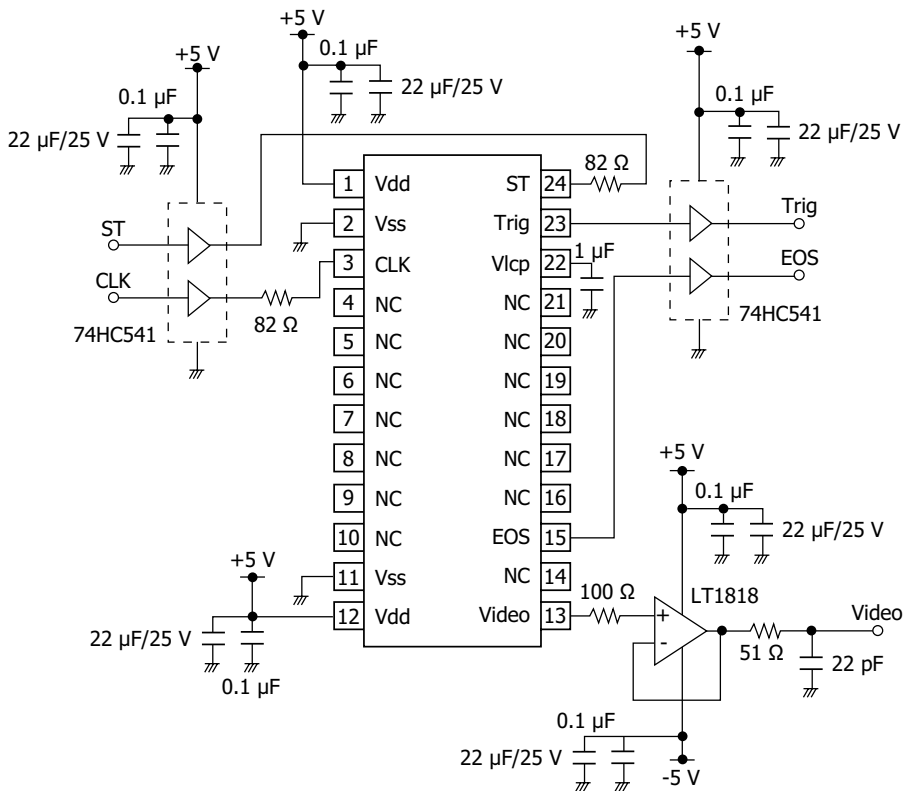 +5 V
0.1 µF
22 µF/25 V
+5 V
0.1 µF
22 µF/25 V
+5 V
0.1 µF
22 µF/25 V
ST
CLK
82 Ω
74HC541
1 Vdd
2 Vss
3 CLK
4 NC
5 NC
6 NC
7 NC
8 NC
9 NC
10 NC
11 Vss
12 Vdd
ST 24
Trig 23
Vlcp 22
NC 21
NC 20
NC 19
NC 18
NC 17
NC 16
EOS 15
NC 14
Video 13
82 Ω
1 µF
Trig
EOS
74HC541
+5 V
22 µF/25 V
0.1 µF
+5 V
0.1 µF
22 µF/25 V
100 Ω
LT1818
+
-
51 Ω
Video
22 pF
0.1 µF
22 µF/25 V
-5 V